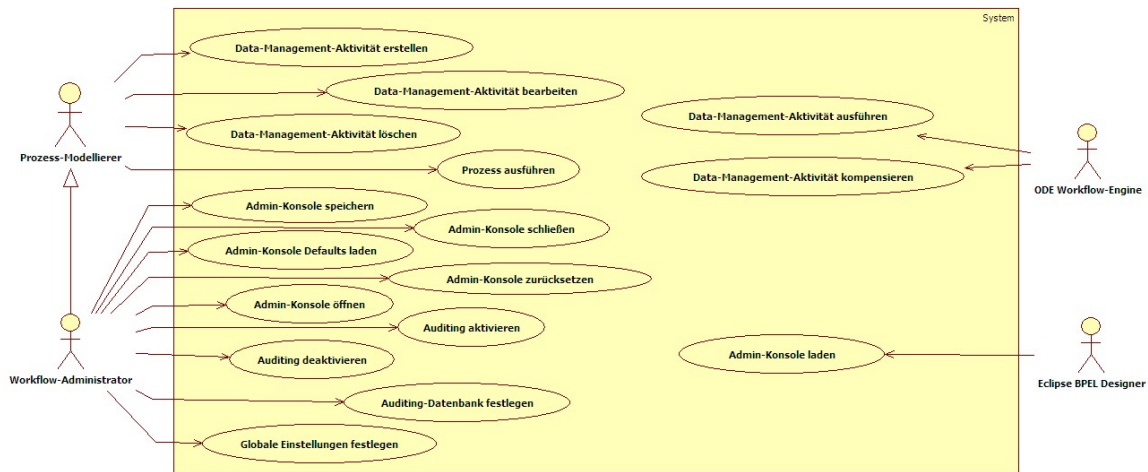 System
Data-Management-Aktivität erstellen
Data-Management-Aktivität bearbeiten
Data-Management-Aktivität ausführen
Data-Management-Aktivität löschen
Prozess-Modellierer
Prozess ausführen
Data-Management-Aktivität kompensieren
ODE Workflow-Engine
Admin-Konsole speichern
Admin-Konsole schließen
Admin-Konsole Defaults laden
Admin-Konsole zurücksetzen
Admin-Konsole öffnen
Auditing aktivieren
Auditing deaktivieren
Admin-Konsole laden
Workflow-Administrator
Eclipse BPEL Designer
Auditing-Datenbank festlegen
Globale Einstellungen festlegen